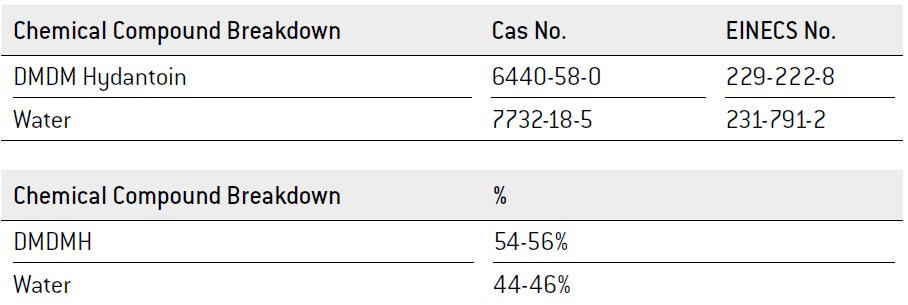 Chemical Compound Breakdown Cas No. EINECS No.
DMDM Hydantoin 6440-58-0 229-222-8
Water 7732-18-5 231-791-2
Chemical Compound Breakdown %
DMDMH 54-56%
Water 44-46%